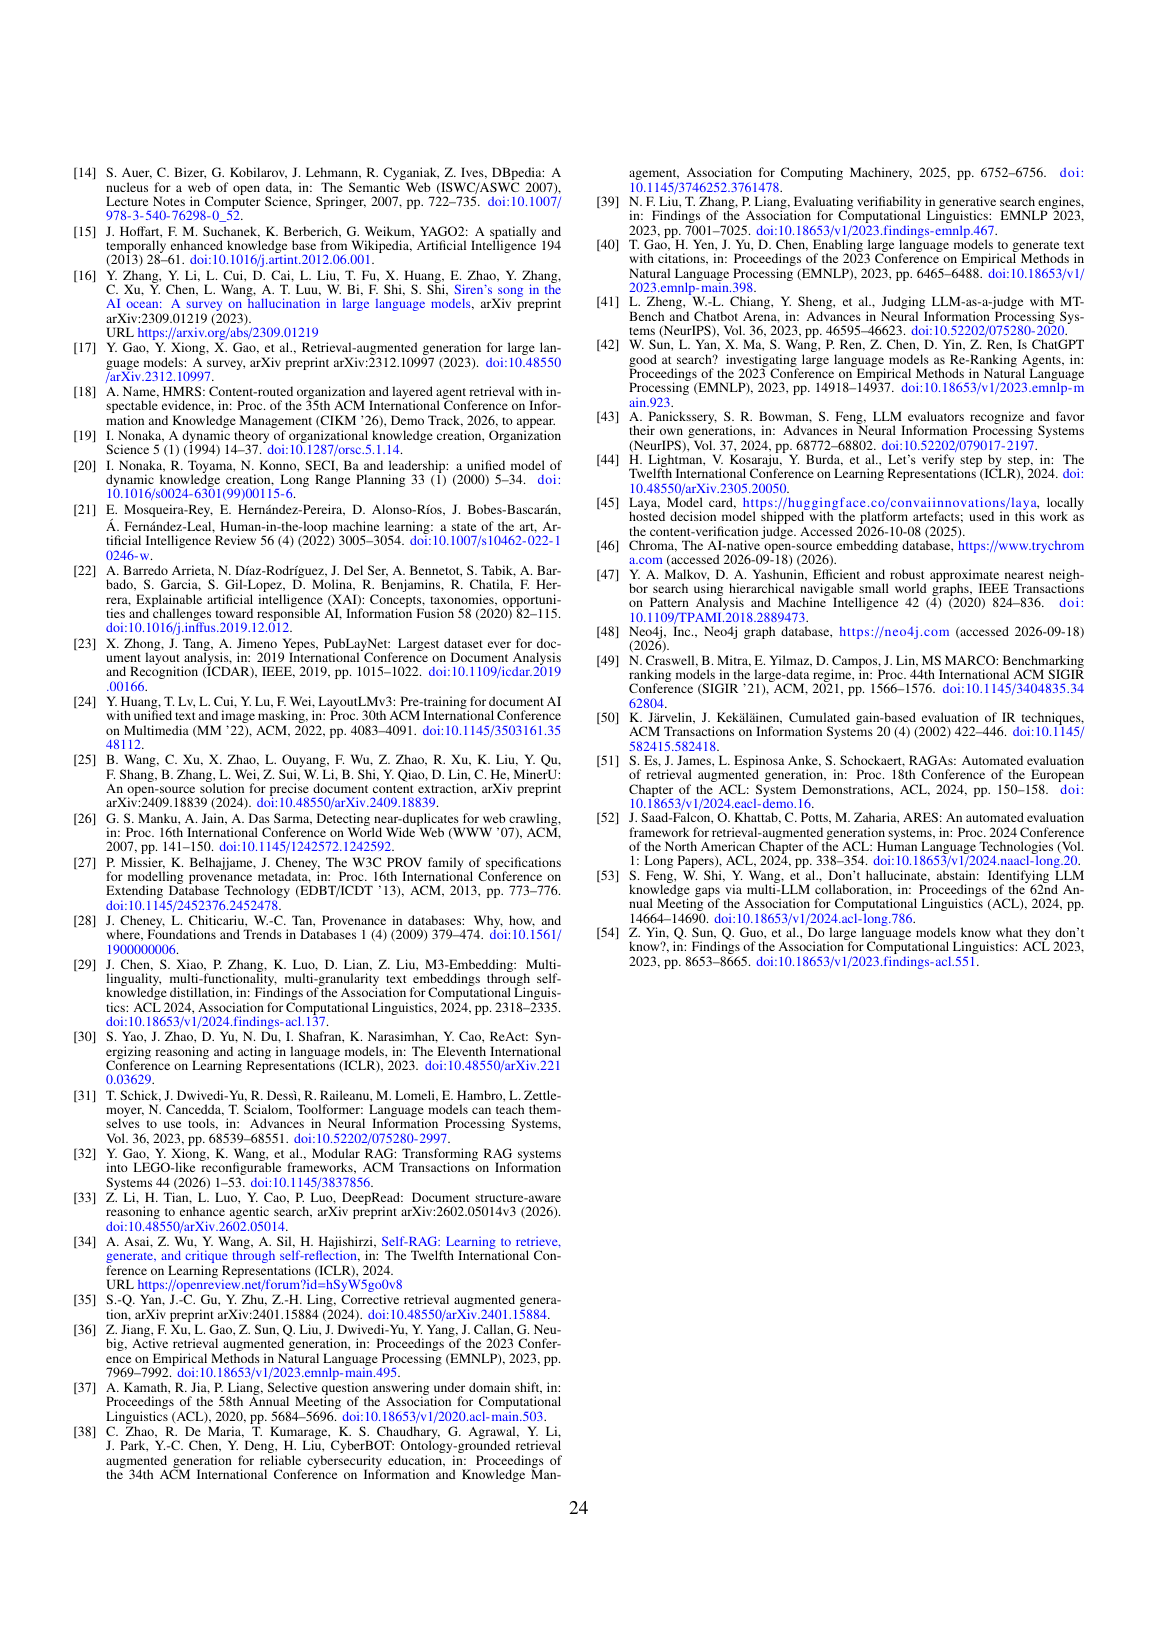 [14] S. Auer, C. Bizer, G. Kobilarov, J. Lehmann, R. Cyganiak, Z. Ives, DBpedia: A
nucleus for a web of open data, in: The Semantic Web (ISWC/ASWC 2007),
Lecture Notes in Computer Science, Springer, 2007, pp. 722–735. doi:10.1007/
978-3-540-76298-0_52.
[15] J. Hoffart, F. M. Suchanek, K. Berberich, G. Weikum, YAGO2: A spatially and
temporally enhanced knowledge base from Wikipedia, Artificial Intelligence 194
(2013) 28–61. doi:10.1016/j.artint.2012.06.001.
[16] Y. Zhang, Y. Li, L. Cui, D. Cai, L. Liu, T. Fu, X. Huang, E. Zhao, Y. Zhang,
C. Xu, Y. Chen, L. Wang, A. T. Luu, W. Bi, F. Shi, S. Shi, Siren's song in the
AI ocean: A survey on hallucination in large language models, arXiv preprint
arXiv:2309.01219 (2023).
URL https://arxiv.org/abs/2309.01219
[17] Y. Gao, Y. Xiong, X. Gao, et al., Retrieval-augmented generation for large lan-
guage models: A survey, arXiv preprint arXiv:2312.10997 (2023). doi:10.48550
/arXiv.2312.10997.
[18] A. Name, HMRS: Content-routed organization and layered agent retrieval with in-
spectable evidence, in: Proc. of the 35th ACM International Conference on Infor-
mation and Knowledge Management (CIKM '26), Demo Track, 2026, to appear.
[19] I. Nonaka, A dynamic theory of organizational knowledge creation, Organization
Science 5 (1) (1994) 14–37. doi:10.1287/orsc.5.1.14.
[20] I. Nonaka, R. Toyama, N. Konno, SECI, Ba and leadership: a unified model of
dynamic knowledge creation, Long Range Planning 33 (1) (2000) 5–34. doi:
10.1016/s0024-6301(99)00115-6.
[21] E. Mosqueira-Rey, E. Hernández-Pereira, D. Alonso-Ríos, J. Bobes-Bascarán,
Á. Fernández-Leal, Human-in-the-loop machine learning: a state of the art, Ar-
tificial Intelligence Review 56 (4) (2022) 3005–3054. doi:10.1007/s10462-022-1
0246-w.
[22] A. Barredo Arrieta, N. Díaz-Rodríguez, J. Del Ser, A. Bennetot, S. Tabik, A. Bar-
bado, S. Garcia, S. Gil-Lopez, D. Molina, R. Benjamins, R. Chatila, F. Her-
rera, Explainable artificial intelligence (XAI): Concepts, taxonomies, opportuni-
ties and challenges toward responsible AI, Information Fusion 58 (2020) 82–115.
doi:10.1016/j.inffus.2019.12.012.
[23] X. Zhong, J. Tang, A. Jimeno Yepes, PubLayNet: Largest dataset ever for doc-
ument layout analysis, in: 2019 International Conference on Document Analysis
and Recognition (ICDAR), IEEE, 2019, pp. 1015–1022. doi:10.1109/icdar.2019
.00166.
[24] Y. Huang, T. Lv, L. Cui, Y. Lu, F. Wei, LayoutLMv3: Pre-training for document AI
with unified text and image masking, in: Proc. 30th ACM International Conference
on Multimedia (MM '22), ACM, 2022, pp. 4083–4091. doi:10.1145/3503161.35
48112.
[25] B. Wang, C. Xu, X. Zhao, L. Ouyang, F. Wu, Z. Zhao, R. Xu, K. Liu, Y. Qu,
F. Shang, B. Zhang, L. Wei, Z. Sui, W. Li, B. Shi, Y. Qiao, D. Lin, C. He, MinerU:
An open-source solution for precise document content extraction, arXiv preprint
arXiv:2409.18839 (2024). doi:10.48550/arXiv.2409.18839.
[26] G. S. Manku, A. Jain, A. Das Sarma, Detecting near-duplicates for web crawling,
in: Proc. 16th International Conference on World Wide Web (WWW '07), ACM,
2007, pp. 141–150. doi:10.1145/1242572.1242592.
[27] P. Missier, K. Belhajjame, J. Cheney, The W3C PROV family of specifications
for modelling provenance metadata, in: Proc. 16th International Conference on
Extending Database Technology (EDBT/ICDT '13), ACM, 2013, pp. 773–776.
doi:10.1145/2452376.2452478.
[28] J. Cheney, L. Chiticariu, W.-C. Tan, Provenance in databases: Why, how, and
where, Foundations and Trends in Databases 1 (4) (2009) 379–474. doi:10.1561/
1900000006.
[29] J. Chen, S. Xiao, P. Zhang, K. Luo, D. Lian, Z. Liu, M3-Embedding: Multi-
linguality, multi-functionality, multi-granularity text embeddings through self-
knowledge distillation, in: Findings of the Association for Computational Linguis-
tics: ACL 2024, Association for Computational Linguistics, 2024, pp. 2318–2335.
doi:10.18653/v1/2024.findings-acl.137.
[30] S. Yao, J. Zhao, D. Yu, N. Du, I. Shafran, K. Narasimhan, Y. Cao, ReAct: Syn-
ergizing reasoning and acting in language models, in: The Eleventh International
Conference on Learning Representations (ICLR), 2023. doi:10.48550/arXiv.221
0.03629.
[31] T. Schick, J. Dwivedi-Yu, R. Dessì, R. Raileanu, M. Lomeli, E. Hambro, L. Zettle-
moyer, N. Cancedda, T. Scialom, Toolformer: Language models can teach them-
selves to use tools, in: Advances in Neural Information Processing Systems,
Vol. 36, 2023, pp. 68539–68551. doi:10.52202/075280-2997.
[32] Y. Gao, Y. Xiong, K. Wang, et al., Modular RAG: Transforming RAG systems
into LEGO-like reconfigurable frameworks, ACM Transactions on Information
Systems 44 (2026) 1–53. doi:10.1145/3837856.
[33] Z. Li, H. Tian, L. Luo, Y. Cao, P. Luo, DeepRead: Document structure-aware
reasoning to enhance agentic search, arXiv preprint arXiv:2602.05014v3 (2026).
doi:10.48550/arXiv.2602.05014.
[34] A. Asai, Z. Wu, Y. Wang, A. Sil, H. Hajishirzi, Self-RAG: Learning to retrieve,
generate, and critique through self-reflection, in: The Twelfth International Con-
ference on Learning Representations (ICLR), 2024.
URL https://openreview.net/forum?id=hSyW5go0v8
[35] S.-Q. Yan, J.-C. Gu, Y. Zhu, Z.-H. Ling, Corrective retrieval augmented genera-
tion, arXiv preprint arXiv:2401.15884 (2024). doi:10.48550/arXiv.2401.15884.
[36] Z. Jiang, F. Xu, L. Gao, Z. Sun, Q. Liu, J. Dwivedi-Yu, Y. Yang, J. Callan, G. Neu-
big, Active retrieval augmented generation, in: Proceedings of the 2023 Confer-
ence on Empirical Methods in Natural Language Processing (EMNLP), 2023, pp.
7969–7992. doi:10.18653/v1/2023.emnlp-main.495.
[37] A. Kamath, R. Jia, P. Liang, Selective question answering under domain shift, in:
Proceedings of the 58th Annual Meeting of the Association for Computational
Linguistics (ACL), 2020, pp. 5684–5696. doi:10.18653/v1/2020.acl-main.503.
[38] C. Zhao, R. De Maria, T. Kumarage, K. S. Chaudhary, G. Agrawal, Y. Li,
J. Park, Y.-C. Chen, Y. Deng, H. Liu, CyberBOT: Ontology-grounded retrieval
augmented generation for reliable cybersecurity education, in: Proceedings of
the 34th ACM International Conference on Information and Knowledge Man-
agement, Association for Computing Machinery, 2025, pp. 6752–6756. doi:
10.1145/3746252.3761478.
[39] N. F. Liu, T. Zhang, P. Liang, Evaluating verifiability in generative search engines,
in: Findings of the Association for Computational Linguistics: EMNLP 2023,
2023, pp. 7001–7025. doi:10.18653/v1/2023.findings-emnlp.467.
[40] T. Gao, H. Yen, J. Yu, D. Chen, Enabling large language models to generate text
with citations, in: Proceedings of the 2023 Conference on Empirical Methods in
Natural Language Processing (EMNLP), 2023, pp. 6465–6488. doi:10.18653/v1/
2023.emnlp-main.398.
[41] L. Zheng, W.-L. Chiang, Y. Sheng, et al., Judging LLM-as-a-judge with MT-
Bench and Chatbot Arena, in: Advances in Neural Information Processing Sys-
tems (NeurIPS), Vol. 36, 2023, pp. 46595–46623. doi:10.52202/075280-2020.
[42] W. Sun, L. Yan, X. Ma, S. Wang, P. Ren, Z. Chen, D. Yin, Z. Ren, Is ChatGPT
good at search? investigating large language models as Re-Ranking Agents, in:
Proceedings of the 2023 Conference on Empirical Methods in Natural Language
Processing (EMNLP), 2023, pp. 14918–14937. doi:10.18653/v1/2023.emnlp-m
ain.923.
[43] A. Panickssery, S. R. Bowman, S. Feng, LLM evaluators recognize and favor
their own generations, in: Advances in Neural Information Processing Systems
(NeurIPS), Vol. 37, 2024, pp. 68772–68802. doi:10.52202/079017-2197.
[44] H. Lightman, V. Kosaraju, Y. Burda, et al., Let's verify step by step, in: The
Twelfth International Conference on Learning Representations (ICLR), 2024. doi:
10.48550/arXiv.2305.20050.
[45] Laya, Model card, https://huggingface.co/convaiinnovations/laya, locally
hosted decision model shipped with the platform artefacts; used in this work as
the content-verification judge. Accessed 2026-10-08 (2025).
[46] Chroma, The AI-native open-source embedding database, https://www.trychrom
a.com (accessed 2026-09-18) (2026).
[47] Y. A. Malkov, D. A. Yashunin, Efficient and robust approximate nearest neigh-
bor search using hierarchical navigable small world graphs, IEEE Transactions
on Pattern Analysis and Machine Intelligence 42 (4) (2020) 824–836. doi:
10.1109/TPAMI.2018.2889473.
[48] Neo4j, Inc., Neo4j graph database, https://neo4j.com (accessed 2026-09-18)
(2026).
[49] N. Craswell, B. Mitra, E. Yilmaz, D. Campos, J. Lin, MS MARCO: Benchmarking
ranking models in the large-data regime, in: Proc. 44th International ACM SIGIR
Conference (SIGIR '21), ACM, 2021, pp. 1566–1576. doi:10.1145/3404835.34
62804.
[50] K. Järvelin, J. Kekäläinen, Cumulated gain-based evaluation of IR techniques,
ACM Transactions on Information Systems 20 (4) (2002) 422–446. doi:10.1145/
582415.582418.
[51] S. Es, J. James, L. Espinosa Anke, S. Schockaert, RAGAs: Automated evaluation
of retrieval augmented generation, in: Proc. 18th Conference of the European
Chapter of the ACL: System Demonstrations, ACL, 2024, pp. 150–158. doi:
10.18653/v1/2024.eacl-demo.16.
[52] J. Saad-Falcon, O. Khattab, C. Potts, M. Zaharia, ARES: An automated evaluation
framework for retrieval-augmented generation systems, in: Proc. 2024 Conference
of the North American Chapter of the ACL: Human Language Technologies (Vol.
1: Long Papers), ACL, 2024, pp. 338–354. doi:10.18653/v1/2024.naacl-long.20.
[53] S. Feng, W. Shi, Y. Wang, et al., Don't hallucinate, abstain: Identifying LLM
knowledge gaps via multi-LLM collaboration, in: Proceedings of the 62nd An-
nual Meeting of the Association for Computational Linguistics (ACL), 2024, pp.
14664–14690. doi:10.18653/v1/2024.acl-long.786.
[54] Z. Yin, Q. Sun, Q. Guo, et al., Do large language models know what they don't
know?, in: Findings of the Association for Computational Linguistics: ACL 2023,
2023, pp. 8653–8665. doi:10.18653/v1/2023.findings-acl.551.
24